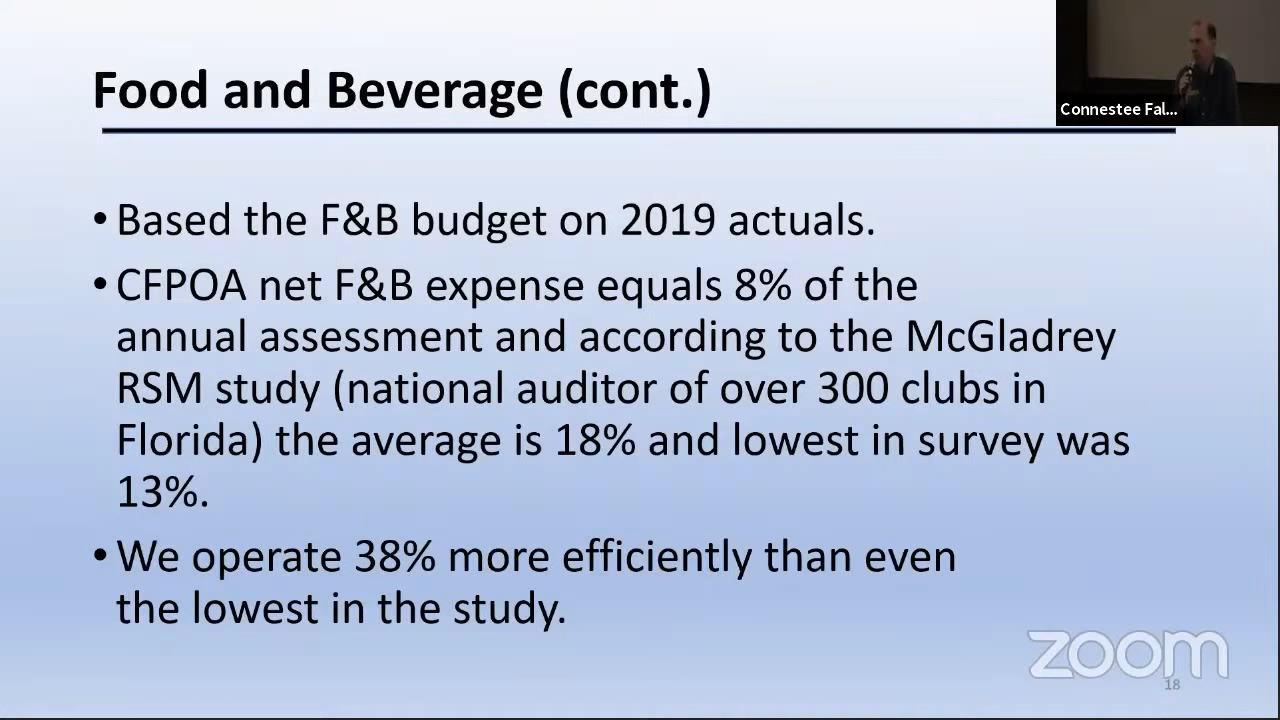 Food and Beverage (cont.)
Connestee Fal...
• Based the F&B budget on 2019 actuals.
• CFPOA net F&B expense equals 8% of the
annual assessment and according to the McGladrey
RSM study (national auditor of over 300 clubs in
Florida) the average is 18% and lowest in survey was
13%.
• We operate 38% more efficiently than even
the lowest in the study.
zoom
18